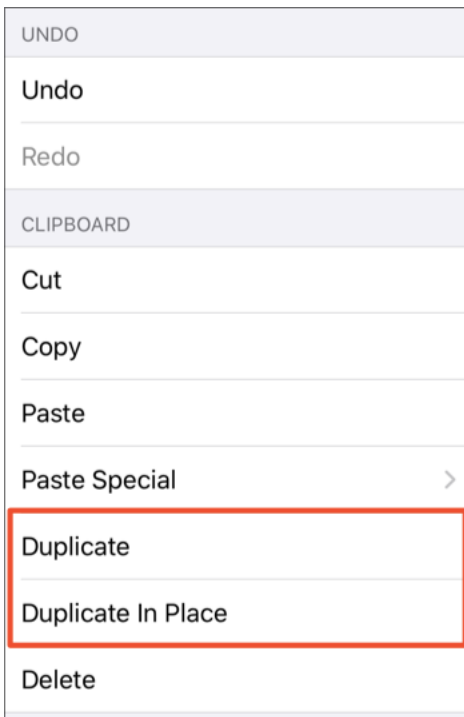 UNDO
Undo
Redo
CLIPBOARD
Cut
Copy
Paste
Paste Special
Duplicate
Duplicate In Place
Delete